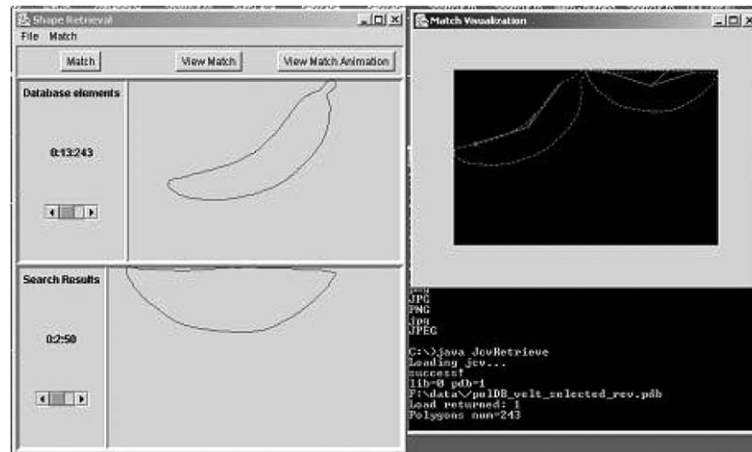 Shape Retrieval
File Match
Match View Match View Match Animation
Database elements
0:13:243
Search Results
0:2:50
Match Visualization
JPG
PNG
jpg
JPEG
C:\>java JcvRetrieve
Loading jcv...
success!
lib=0 pdb=1
F:\data\/polDB_velt_selected_rev.pdb
Load returned: 1
Polygons num=243